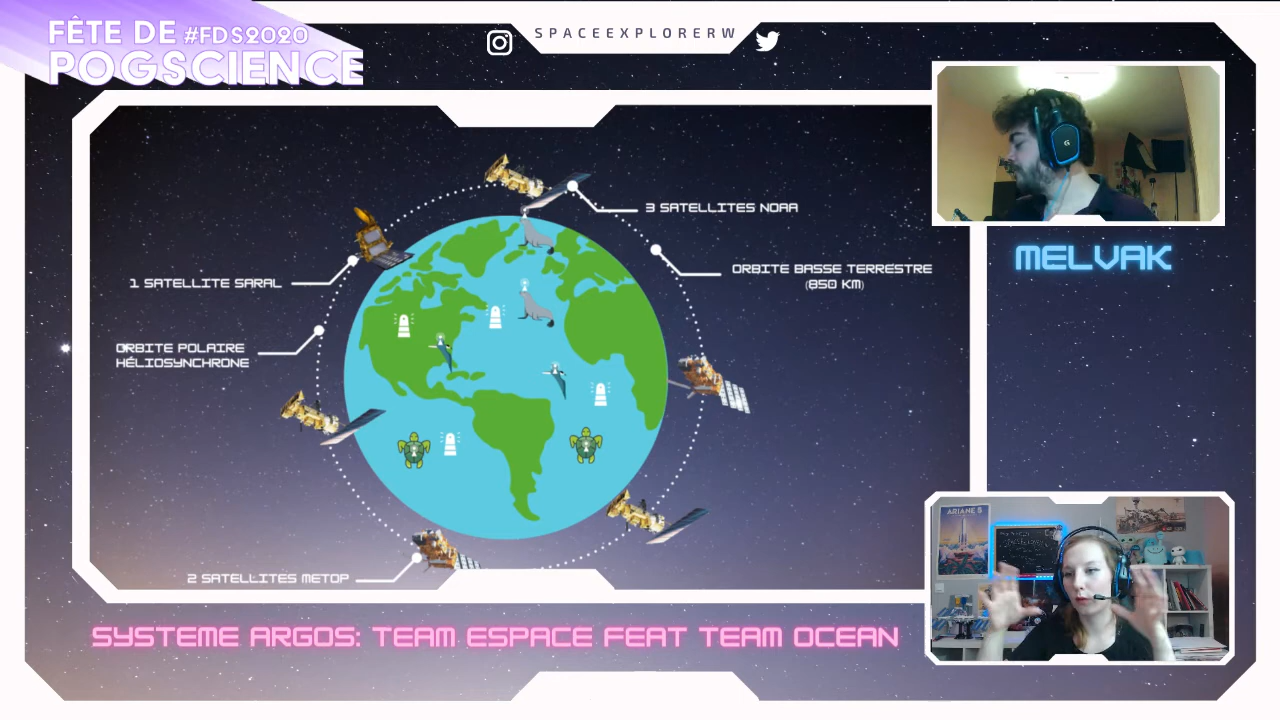 FÊTE DE #FDS2020
POGSCIENCE
SPACEEXPLORERW
3 SATELLITES NOAA
ORBITE BASSE TERRESTRE
(850 KM)
1 SATELLITE SARAL
ORBITE POLAIRE
HÉLIOSYNCHRONE
2 SATELLITES METOP
MELVAK
ARIANE 5
SYSTEME ARGOS: TEAM ESPACE FEAT TEAM OCEAN